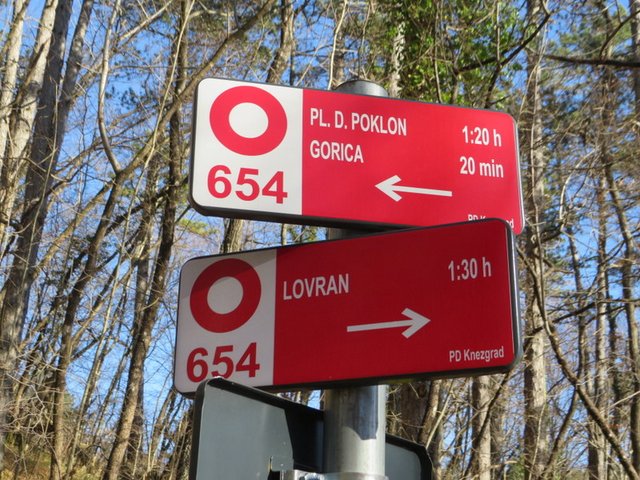 PL. D. POKLON 1:20 h
GORICA 20 min
654
LOVRAN 1:30 h
654
PD Knezgrad